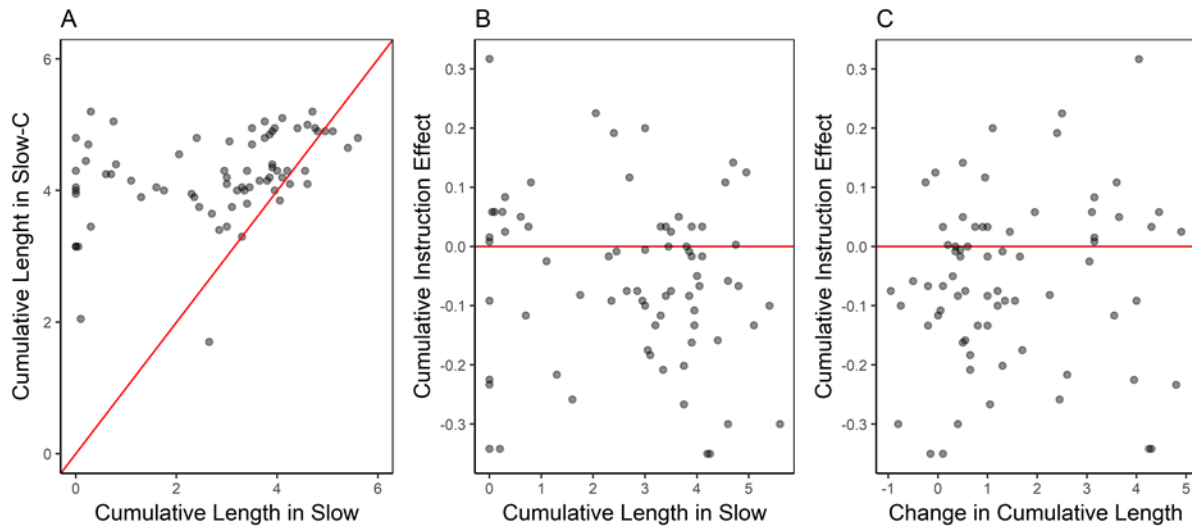 A
B
C
Cumulative Lenght in Slow-C
6
4
2
0
0 2 4 6
Cumulative Length in Slow
Cumulative Instruction Effect
0.3
0.2
0.1
0.0
-0.1
-0.2
-0.3
0 1 2 3 4 5
Cumulative Length in Slow
Cumulative Instruction Effect
0.3
0.2
0.1
0.0
-0.1
-0.2
-0.3
-1 0 1 2 3 4 5
Change in Cumulative Length